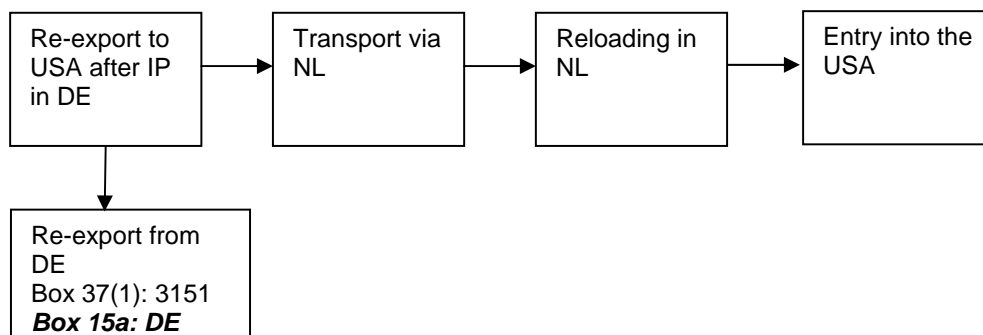 Re-export to
USA after IP
in DE
Transport via
NL
Reloading in
NL
Entry into the
USA
Re-export from
DE
Box 37(1): 3151
Box 15a: DE